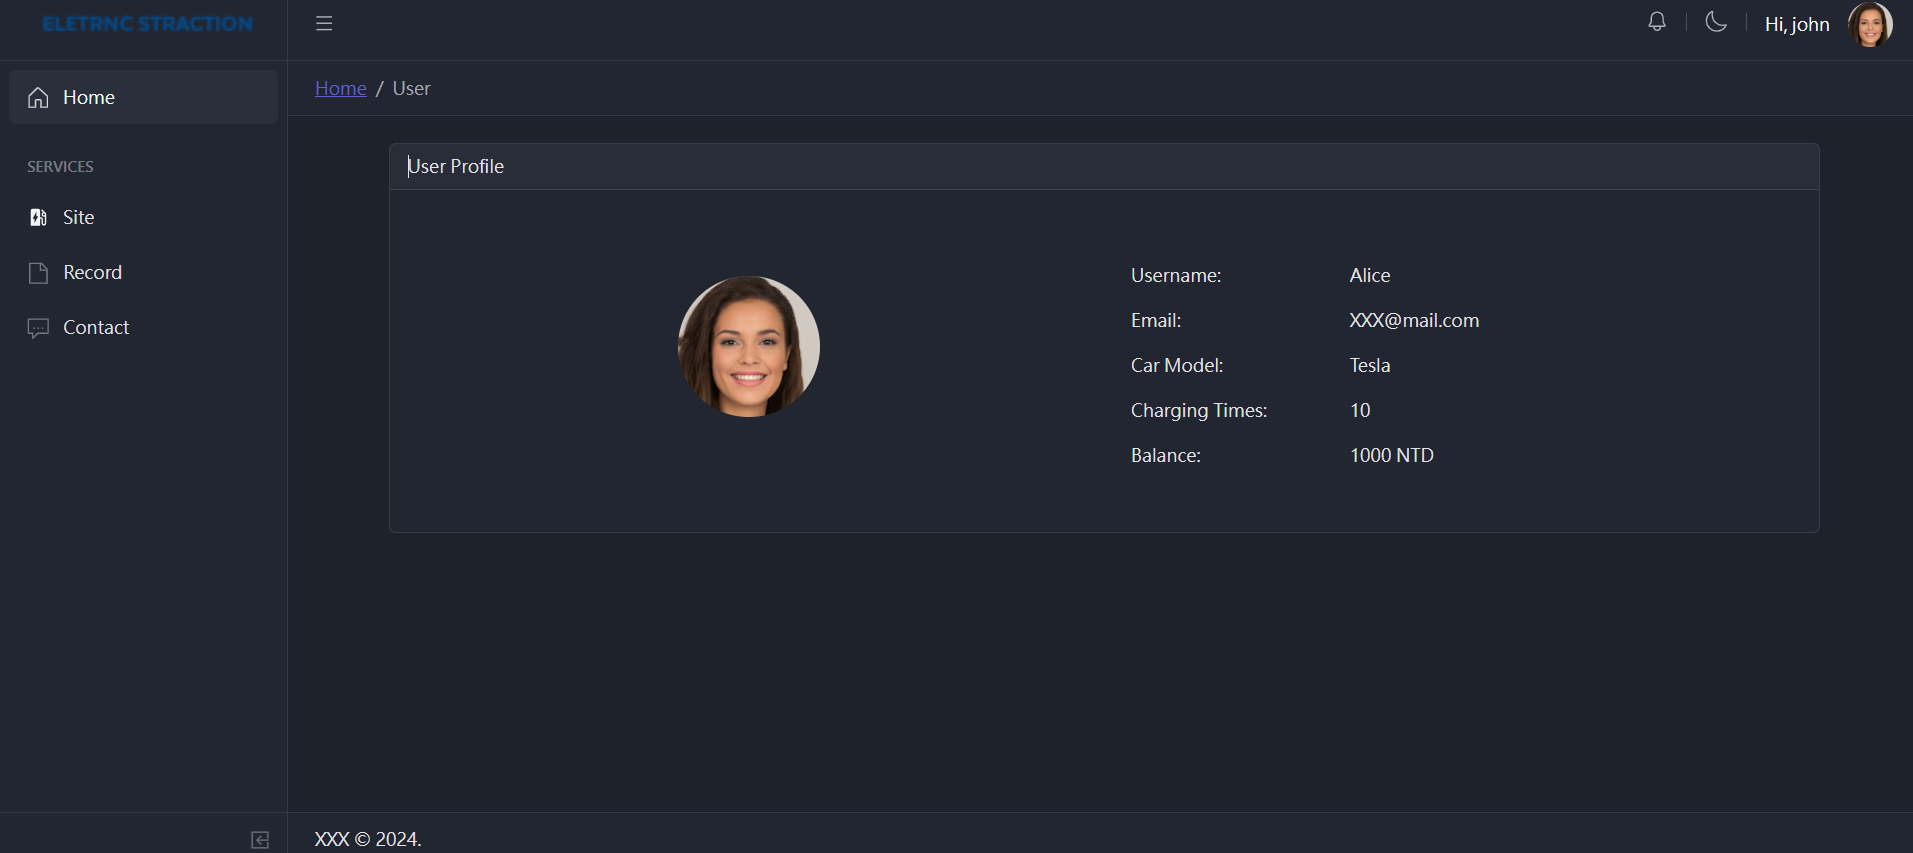 ELETRNC STRACTION
Hi, john
Home
Home / User
SERVICES
Site
Record
Contact
User Profile
Username: Alice
Email: XXX@mail.com
Car Model: Tesla
Charging Times: 10
Balance: 1000 NTD
XXX © 2024.